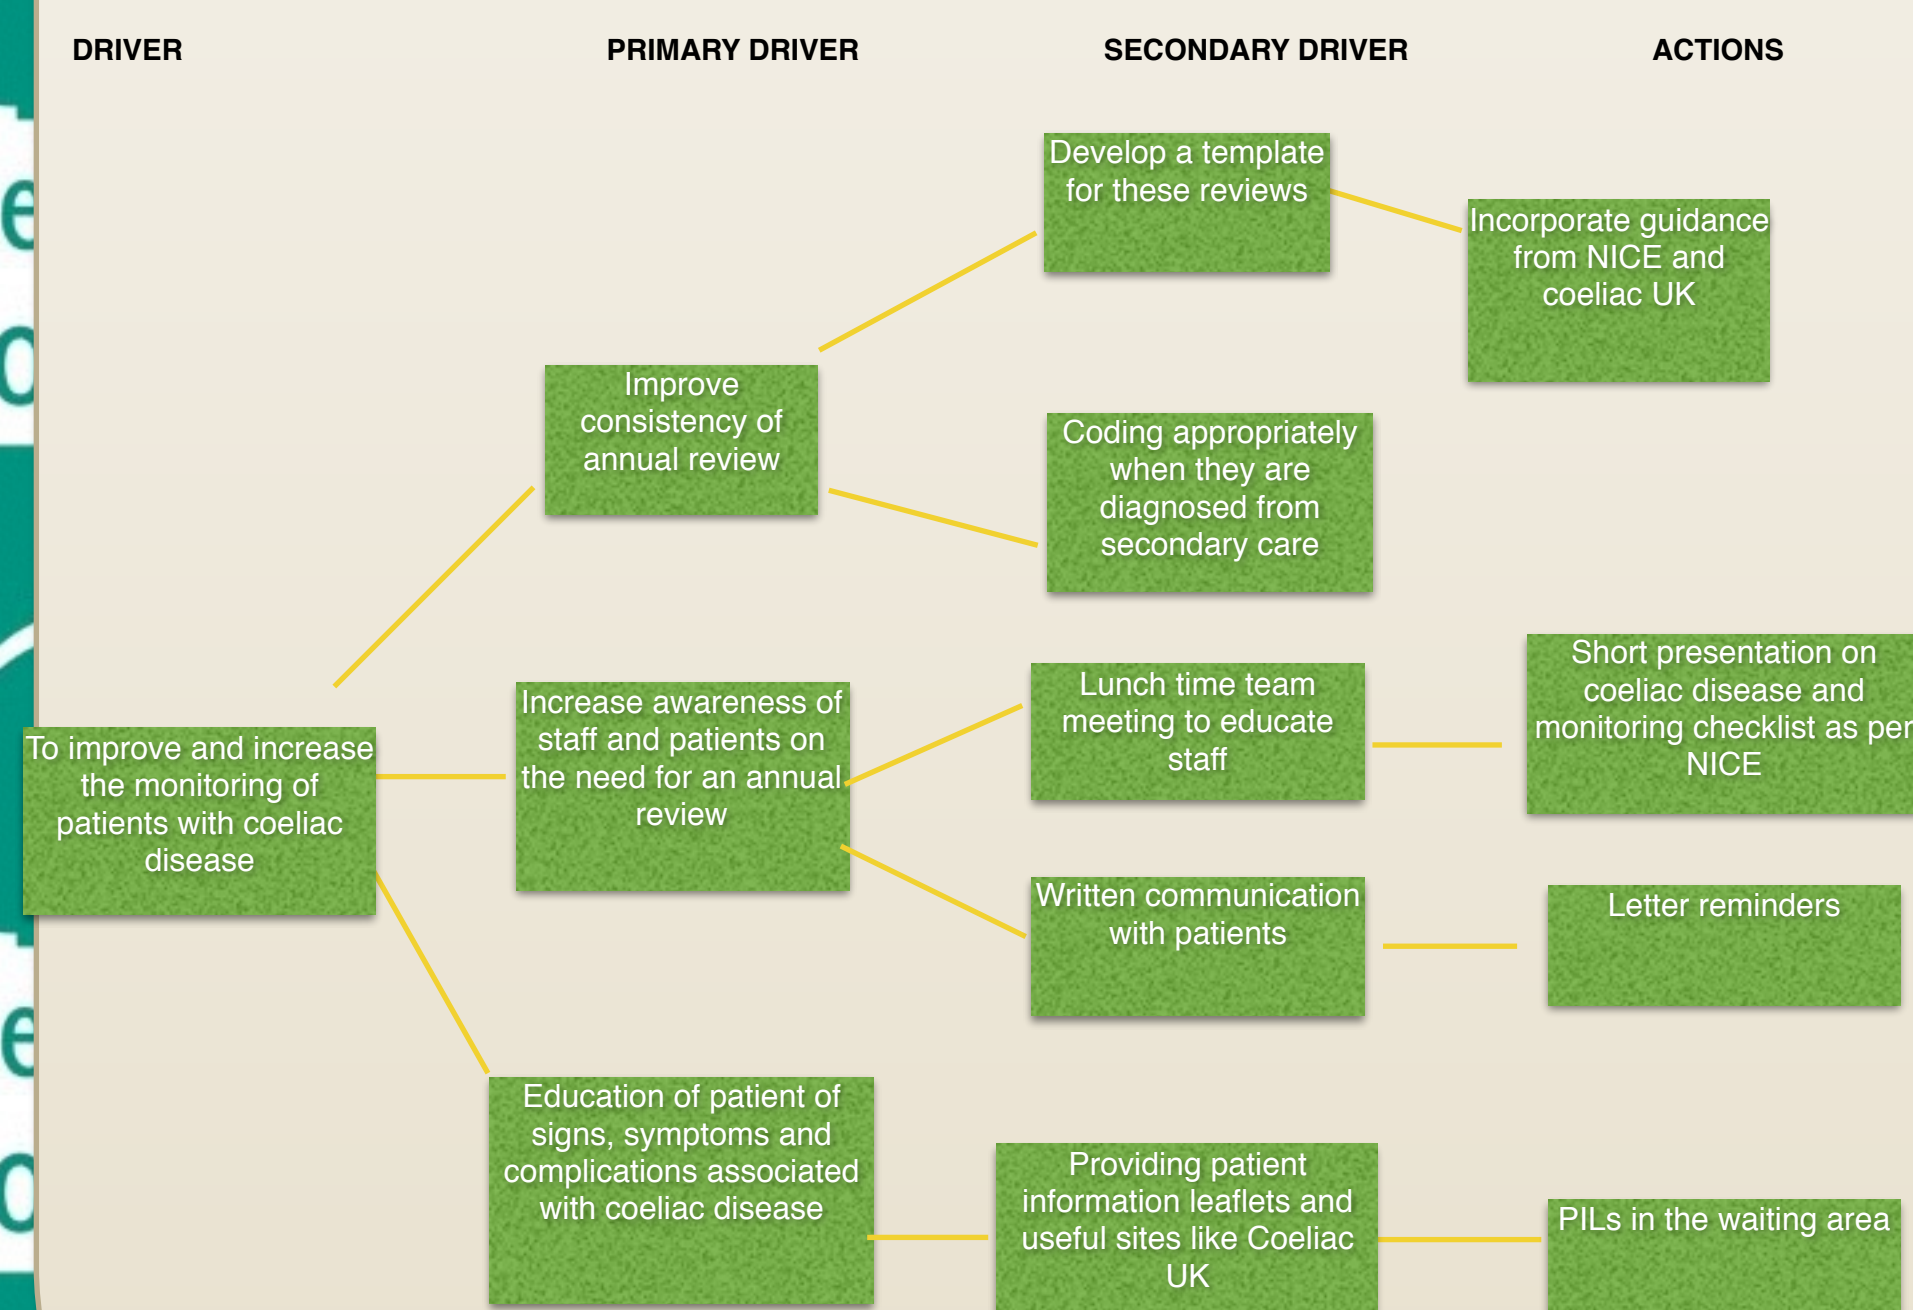 DRIVER
PRIMARY DRIVER
SECONDARY DRIVER
ACTIONS
Develop a template
for these reviews
Incorporate guidance
from NICE and
coeliac UK
Improve
consistency of
annual review
Coding appropriately
when they are
diagnosed from
secondary care
To improve and increase
the monitoring of
patients with coeliac
disease
Increase awareness of
staff and patients on
the need for an annual
review
Lunch time team
meeting to educate
staff
Short presentation on
coeliac disease and
monitoring checklist as per
NICE
Written communication
with patients
Letter reminders
Education of patient of
signs, symptoms and
complications associated
with coeliac disease
Providing patient
information leaflets and
useful sites like Coeliac
UK
PILs in the waiting area